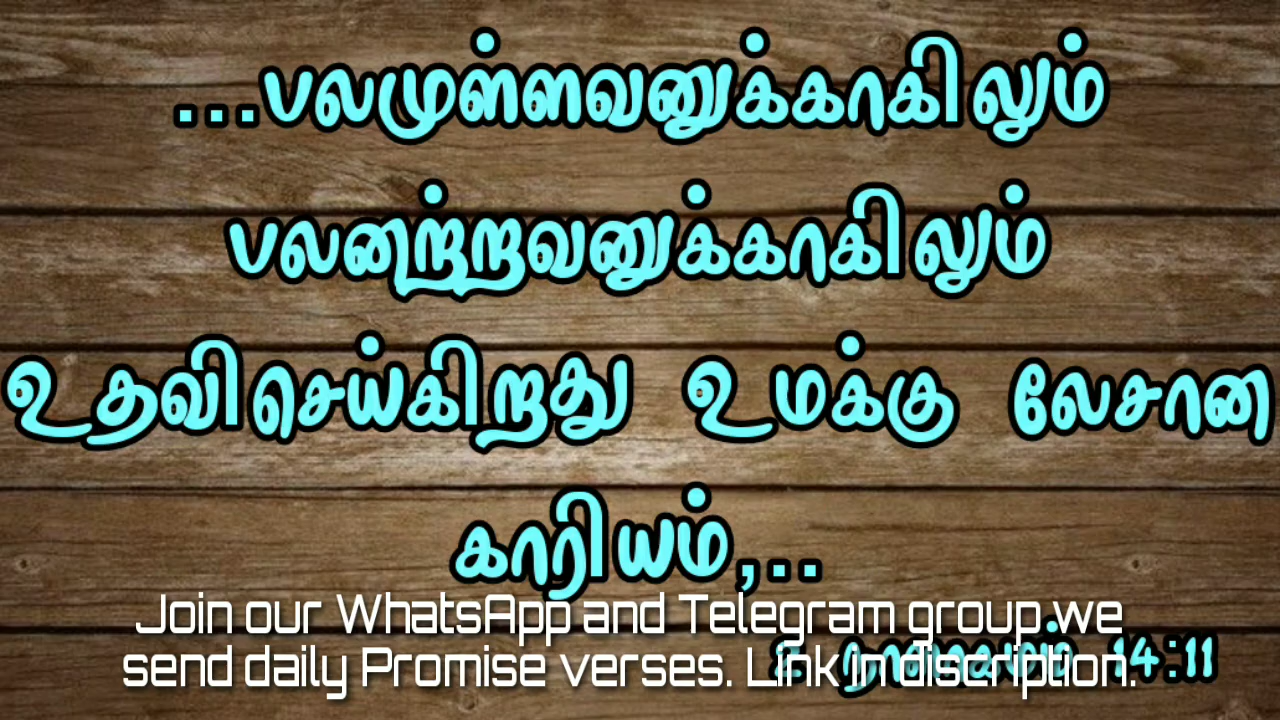 ...பலமுள்ளவனுக்காகிலும்
பலனற்றவனுக்காகிலும்
உதவிசெய்கிறது உமக்கு லேசான
காரியம்,..
Join our WhatsApp and Telegram group we
send daily Promise verses. Link in discription.
14:11